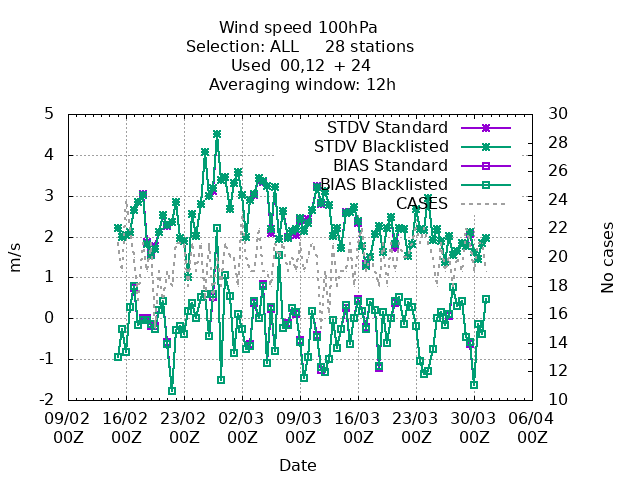 Wind speed 100hPa
Selection: ALL 28 stations
Used 00,12 + 24
Averaging window: 12h
STDV Standard
STDV Blacklisted
BIAS Standard
BIAS Blacklisted
CASES
5
4
3
2
1
0
-1
-2
m/s
30
28
26
24
22
20
18
16
14
12
10
No cases
09/02 16/02 23/02 02/03 09/03 16/03 23/03 30/03 06/04
00Z 00Z 00Z 00Z 00Z 00Z 00Z 00Z 00Z
Date